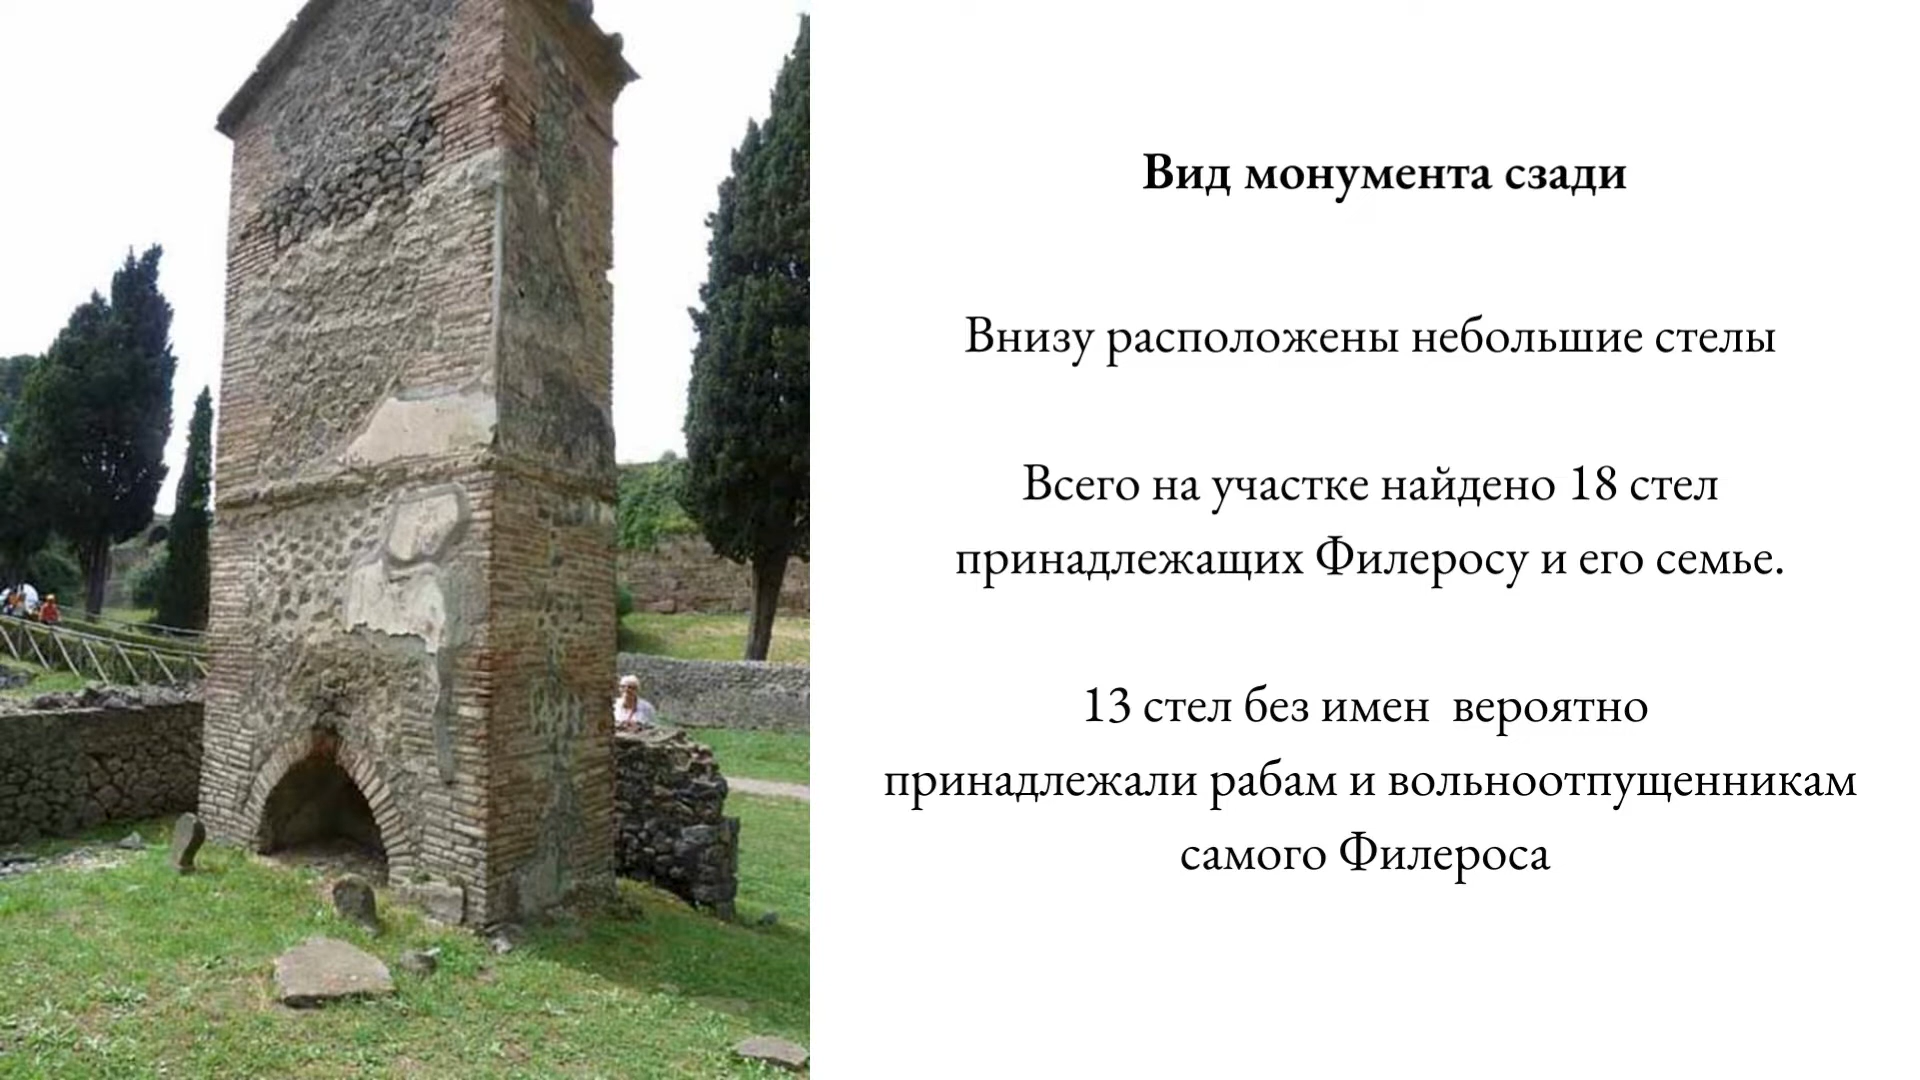 Вид монумента сзади
Внизу расположены небольшие стелы
Всего на участке найдено 18 стел
принадлежащих Филеросу и его семье.
13 стел без имен  вероятно
принадлежали рабам и вольноотпущенникам
самого Филероса